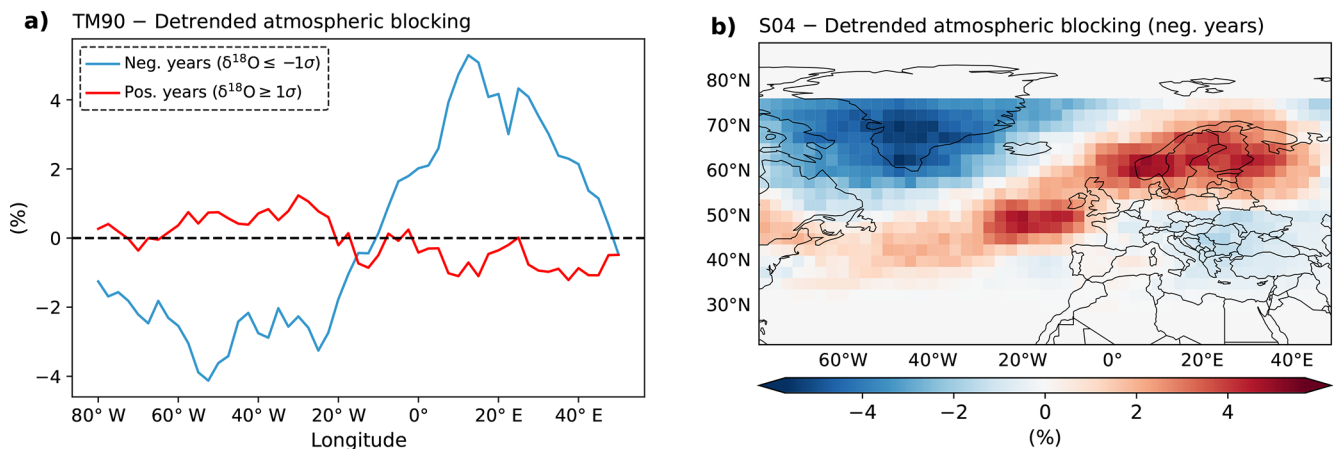 a) TM90 − Detrended atmospheric blocking
Neg. years (δ¹⁸O ≤ −1σ)
Pos. years (δ¹⁸O ≥ 1σ)
(%)
4
2
0
−2
−4
80° W 60° W 40° W 20° W 0° 20° E 40° E
Longitude
b) S04 − Detrended atmospheric blocking (neg. years)
80°N
70°N
60°N
50°N
40°N
30°N
60°W 40°W 20°W 0° 20°E 40°E
−4 −2 0 2 4
(%)